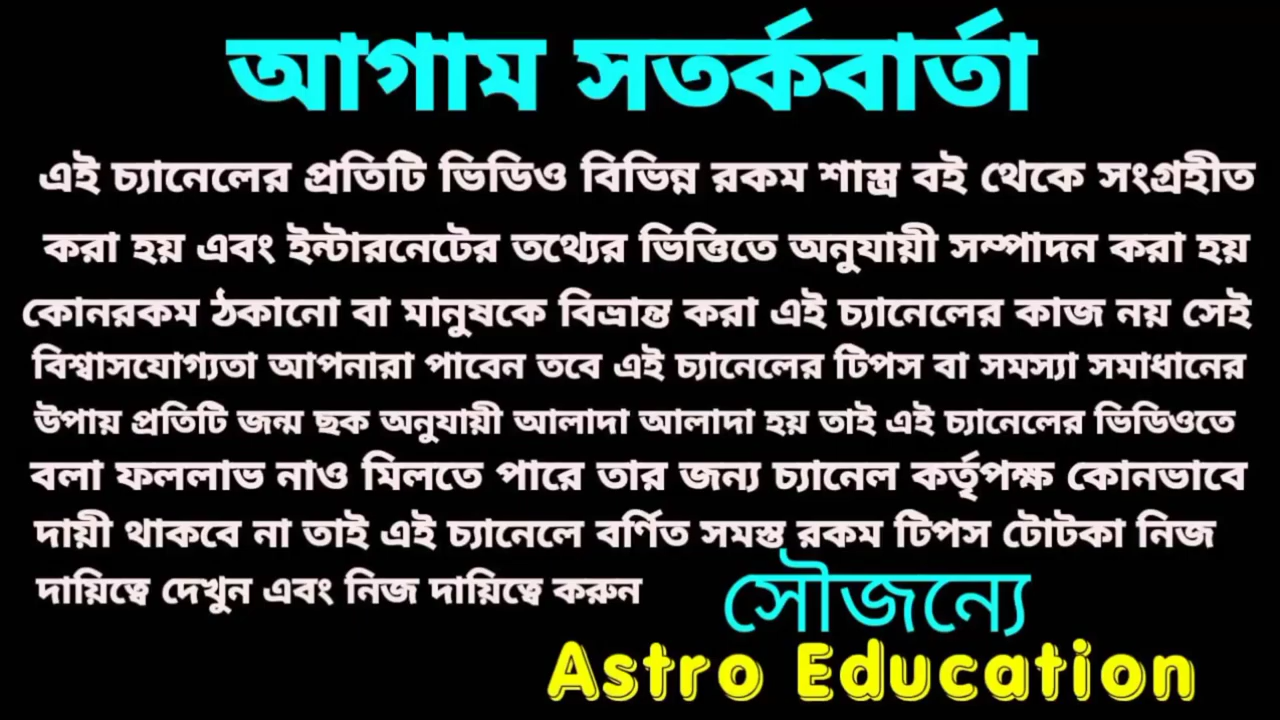 আগাম সতর্কবার্তা
এই চ্যানেলের প্রতিটি ভিডিও বিভিন্ন রকম শাস্ত্র বই থেকে সংগ্রহীত
করা হয় এবং ইন্টারনেটের তথ্যের ভিত্তিতে অনুযায়ী সম্পাদন করা হয়
কোনরকম ঠকানো বা মানুষকে বিভ্রান্ত করা এই চ্যানেলের কাজ নয় সেই
বিশ্বাসযোগ্যতা আপনারা পাবেন তবে এই চ্যানেলের টিপস বা সমস্যা সমাধানের
উপায় প্রতিটি জন্ম ছক অনুযায়ী আলাদা আলাদা হয় তাই এই চ্যানেলের ভিডিওতে
বলা ফললাভ নাও মিলতে পারে তার জন্য চ্যানেল কর্তৃপক্ষ কোনভাবে
দায়ী থাকবে না তাই এই চ্যানেলে বর্ণিত সমস্ত রকম টিপস টোটকা নিজ
দায়িত্বে দেখুন এবং নিজ দায়িত্বে করুন
সৌজন্যে
Astro Education